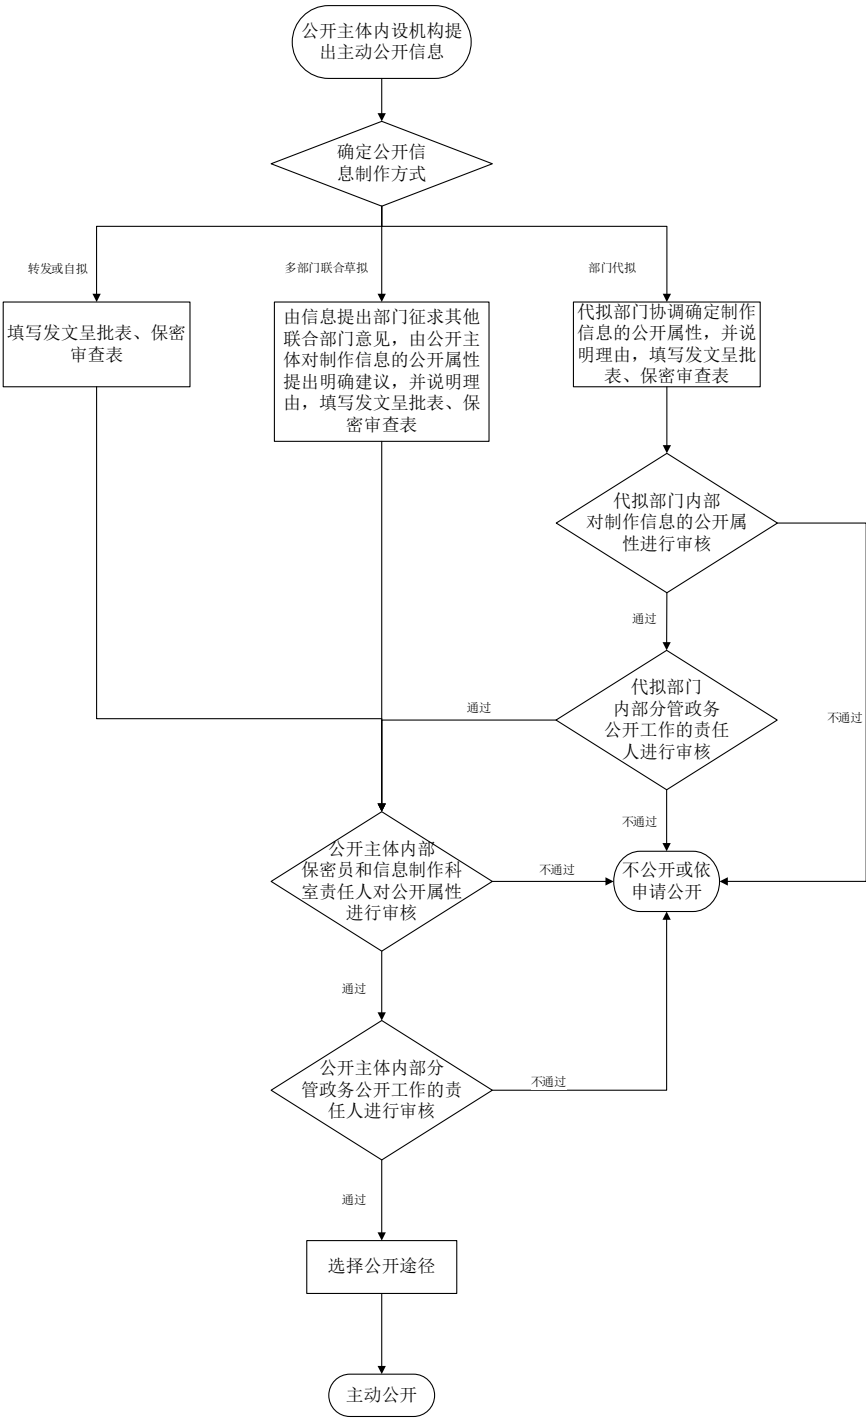 公开主体内设机构提
出主动公开信息
确定公开信
息制作方式
转发或自拟
多部门联合草拟
部门代拟
填写发文呈批表、保密
审查表
由信息提出部门征求其他
联合部门意见，由公开主
体对制作信息的公开属性
提出明确建议，并说明理
由，填写发文呈批表、保
密审查表
代拟部门协调确定制作
信息的公开属性，并说
明理由，填写发文呈批
表、保密审查表
代拟部门内部
对制作信息的公开属
性进行审核
通过
代拟部门
内部分管政务
公开工作的责任
人进行审核
通过
不通过
不通过
公开主体内部
保密员和信息制作科
室责任人对公开属性
进行审核
不通过
不公开或依
申请公开
通过
公开主体内部分
管政务公开工作的责
任人进行审核
不通过
通过
选择公开途径
主动公开